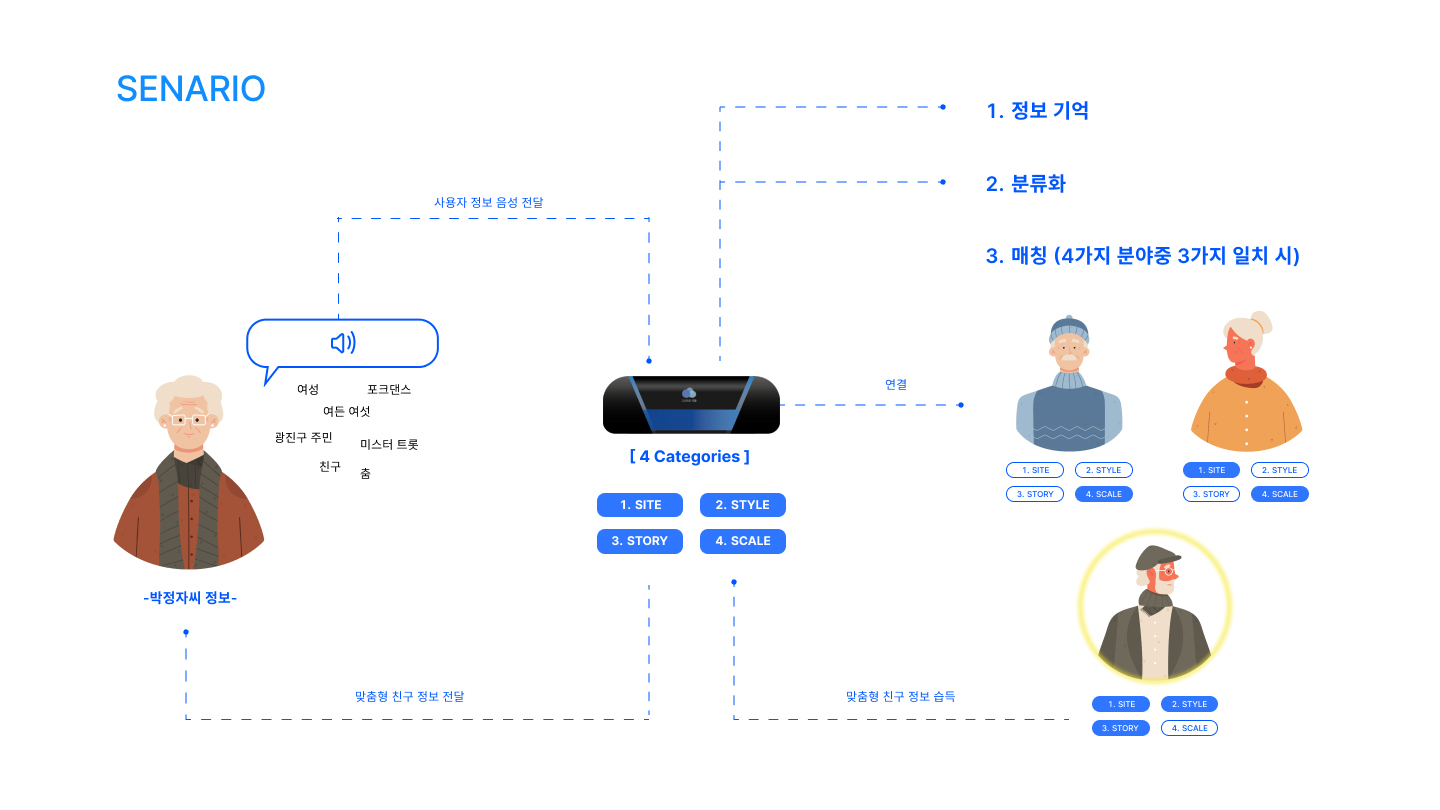 SENARIO
1. 정보 기억
2. 분류화
3. 매칭 (4가지 분야중 3가지 일치 시)
사용자 정보 음성 전달
여성
포크댄스
여든 여섯
광진구 주민
미스터 트롯
친구
춤
-박정자씨 정보-
[ 4 Categories ]
1. SITE
2. STYLE
3. STORY
4. SCALE
연결
1. SITE
2. STYLE
3. STORY
4. SCALE
1. SITE
2. STYLE
3. STORY
4. SCALE
1. SITE
2. STYLE
3. STORY
4. SCALE
맞춤형 친구 정보 전달
맞춤형 친구 정보 습득